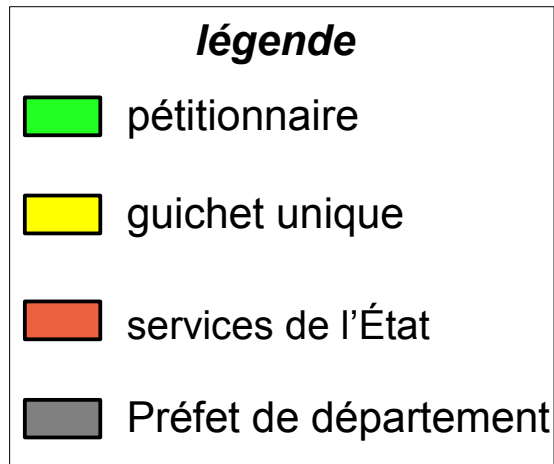 légende
pétitionnaire
guichet unique
services de l’État
Préfet de département